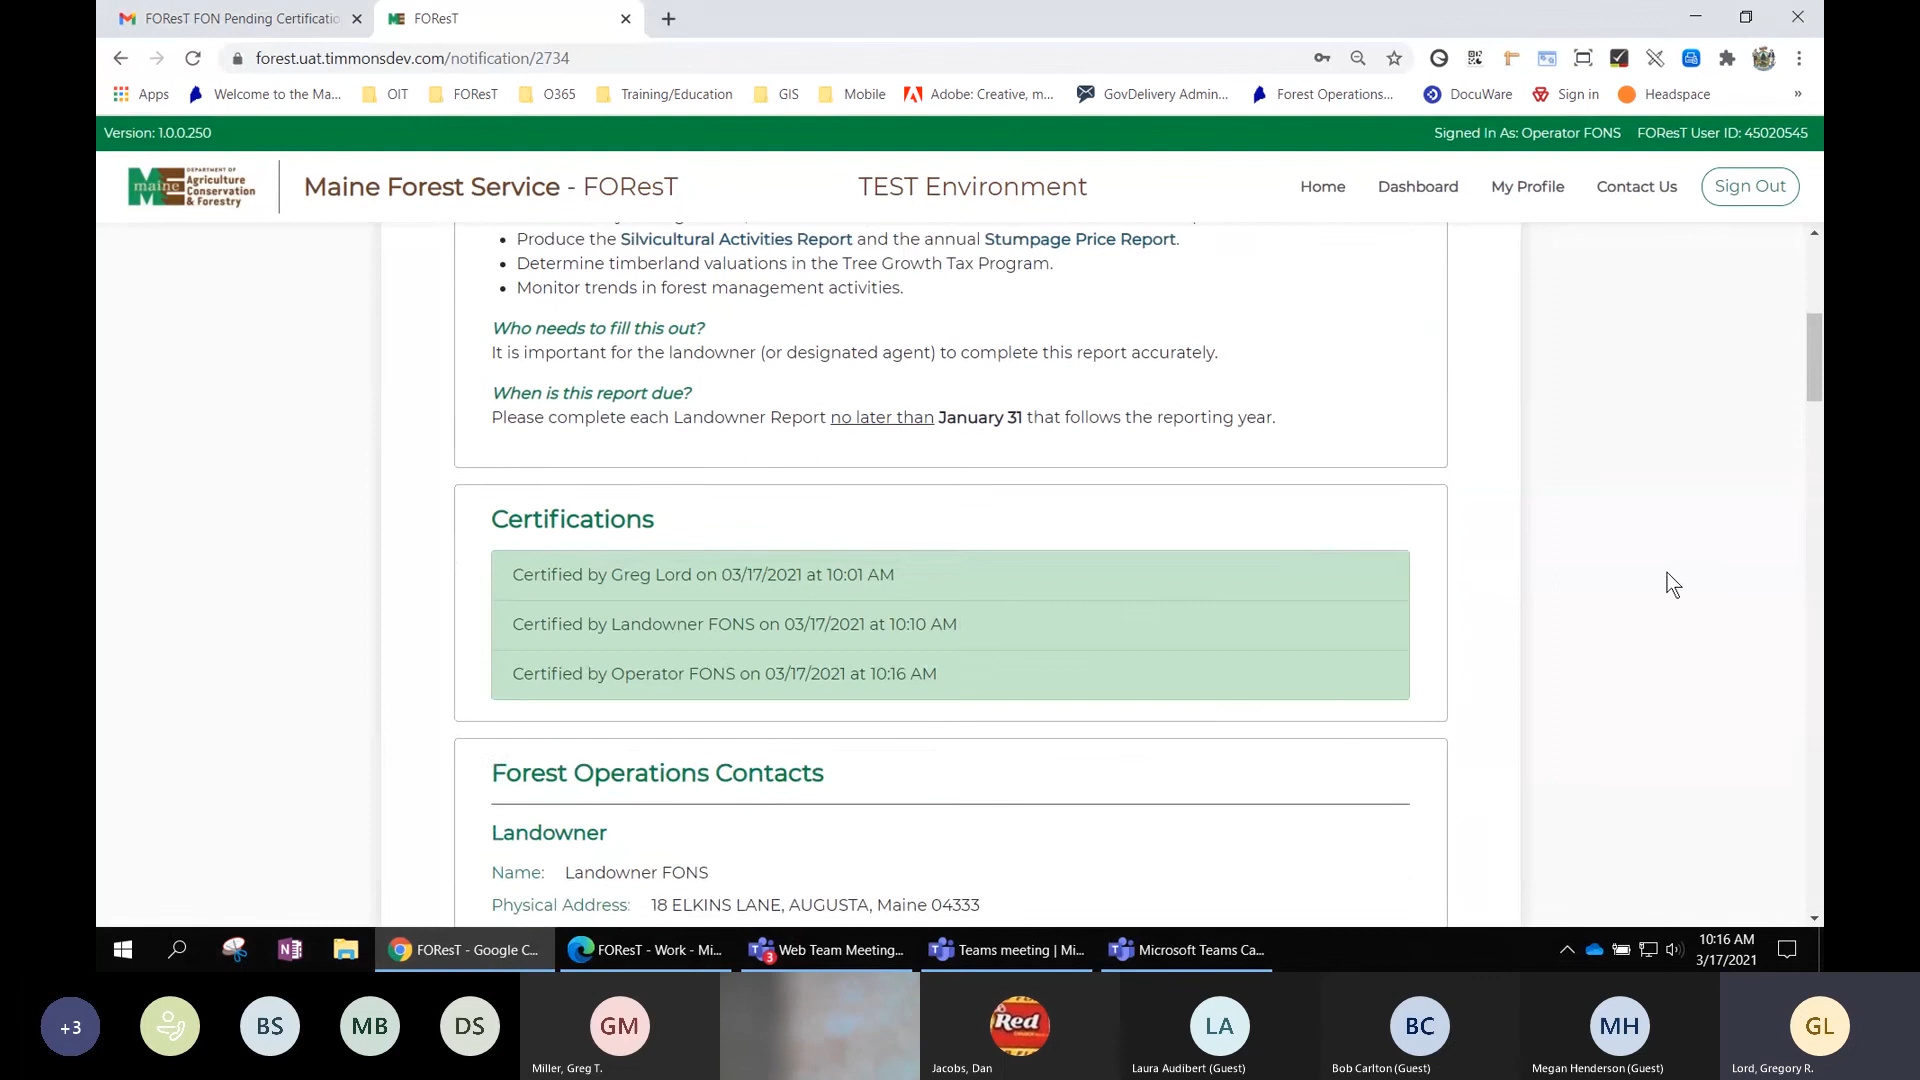 FOResT FON Pending Certificatio
FOResT
forest.uat.timmonsdev.com/notification/2734
Apps
Welcome to the Ma...
OIT
FOResT
O365
Training/Education
GIS
Mobile
Adobe: Creative, m...
GovDelivery Admin...
Forest Operations...
DocuWare
Sign in
Headspace
»
Version: 1.0.0.250
Signed In As: Operator FONS
FOResT User ID: 45020545
maine
DEPARTMENT OF
Agriculture
Conservation
& Forestry
Maine Forest Service - FOResT
TEST Environment
Home
Dashboard
My Profile
Contact Us
Sign Out
• Produce the Silvicultural Activities Report and the annual Stumpage Price Report.
• Determine timberland valuations in the Tree Growth Tax Program.
• Monitor trends in forest management activities.
Who needs to fill this out?
It is important for the landowner (or designated agent) to complete this report accurately.
When is this report due?
Please complete each Landowner Report no later than January 31 that follows the reporting year.
Certifications
Certified by Greg Lord on 03/17/2021 at 10:01 AM
Certified by Landowner FONS on 03/17/2021 at 10:10 AM
Certified by Operator FONS on 03/17/2021 at 10:16 AM
Forest Operations Contacts
Landowner
Name: Landowner FONS
Physical Address: 18 ELKINS LANE, AUGUSTA, Maine 04333
FOResT - Google C...
FOResT - Work - Mi...
3
Web Team Meeting...
Teams meeting | Mi...
Microsoft Teams Ca...
10:16 AM
3/17/2021
+3
BS
MB
DS
GM
Red
LA
BC
MH
GL
Miller, Greg T.
Jacobs, Dan
Laura Audibert (Guest)
Bob Carlton (Guest)
Megan Henderson (Guest)
Lord, Gregory R.